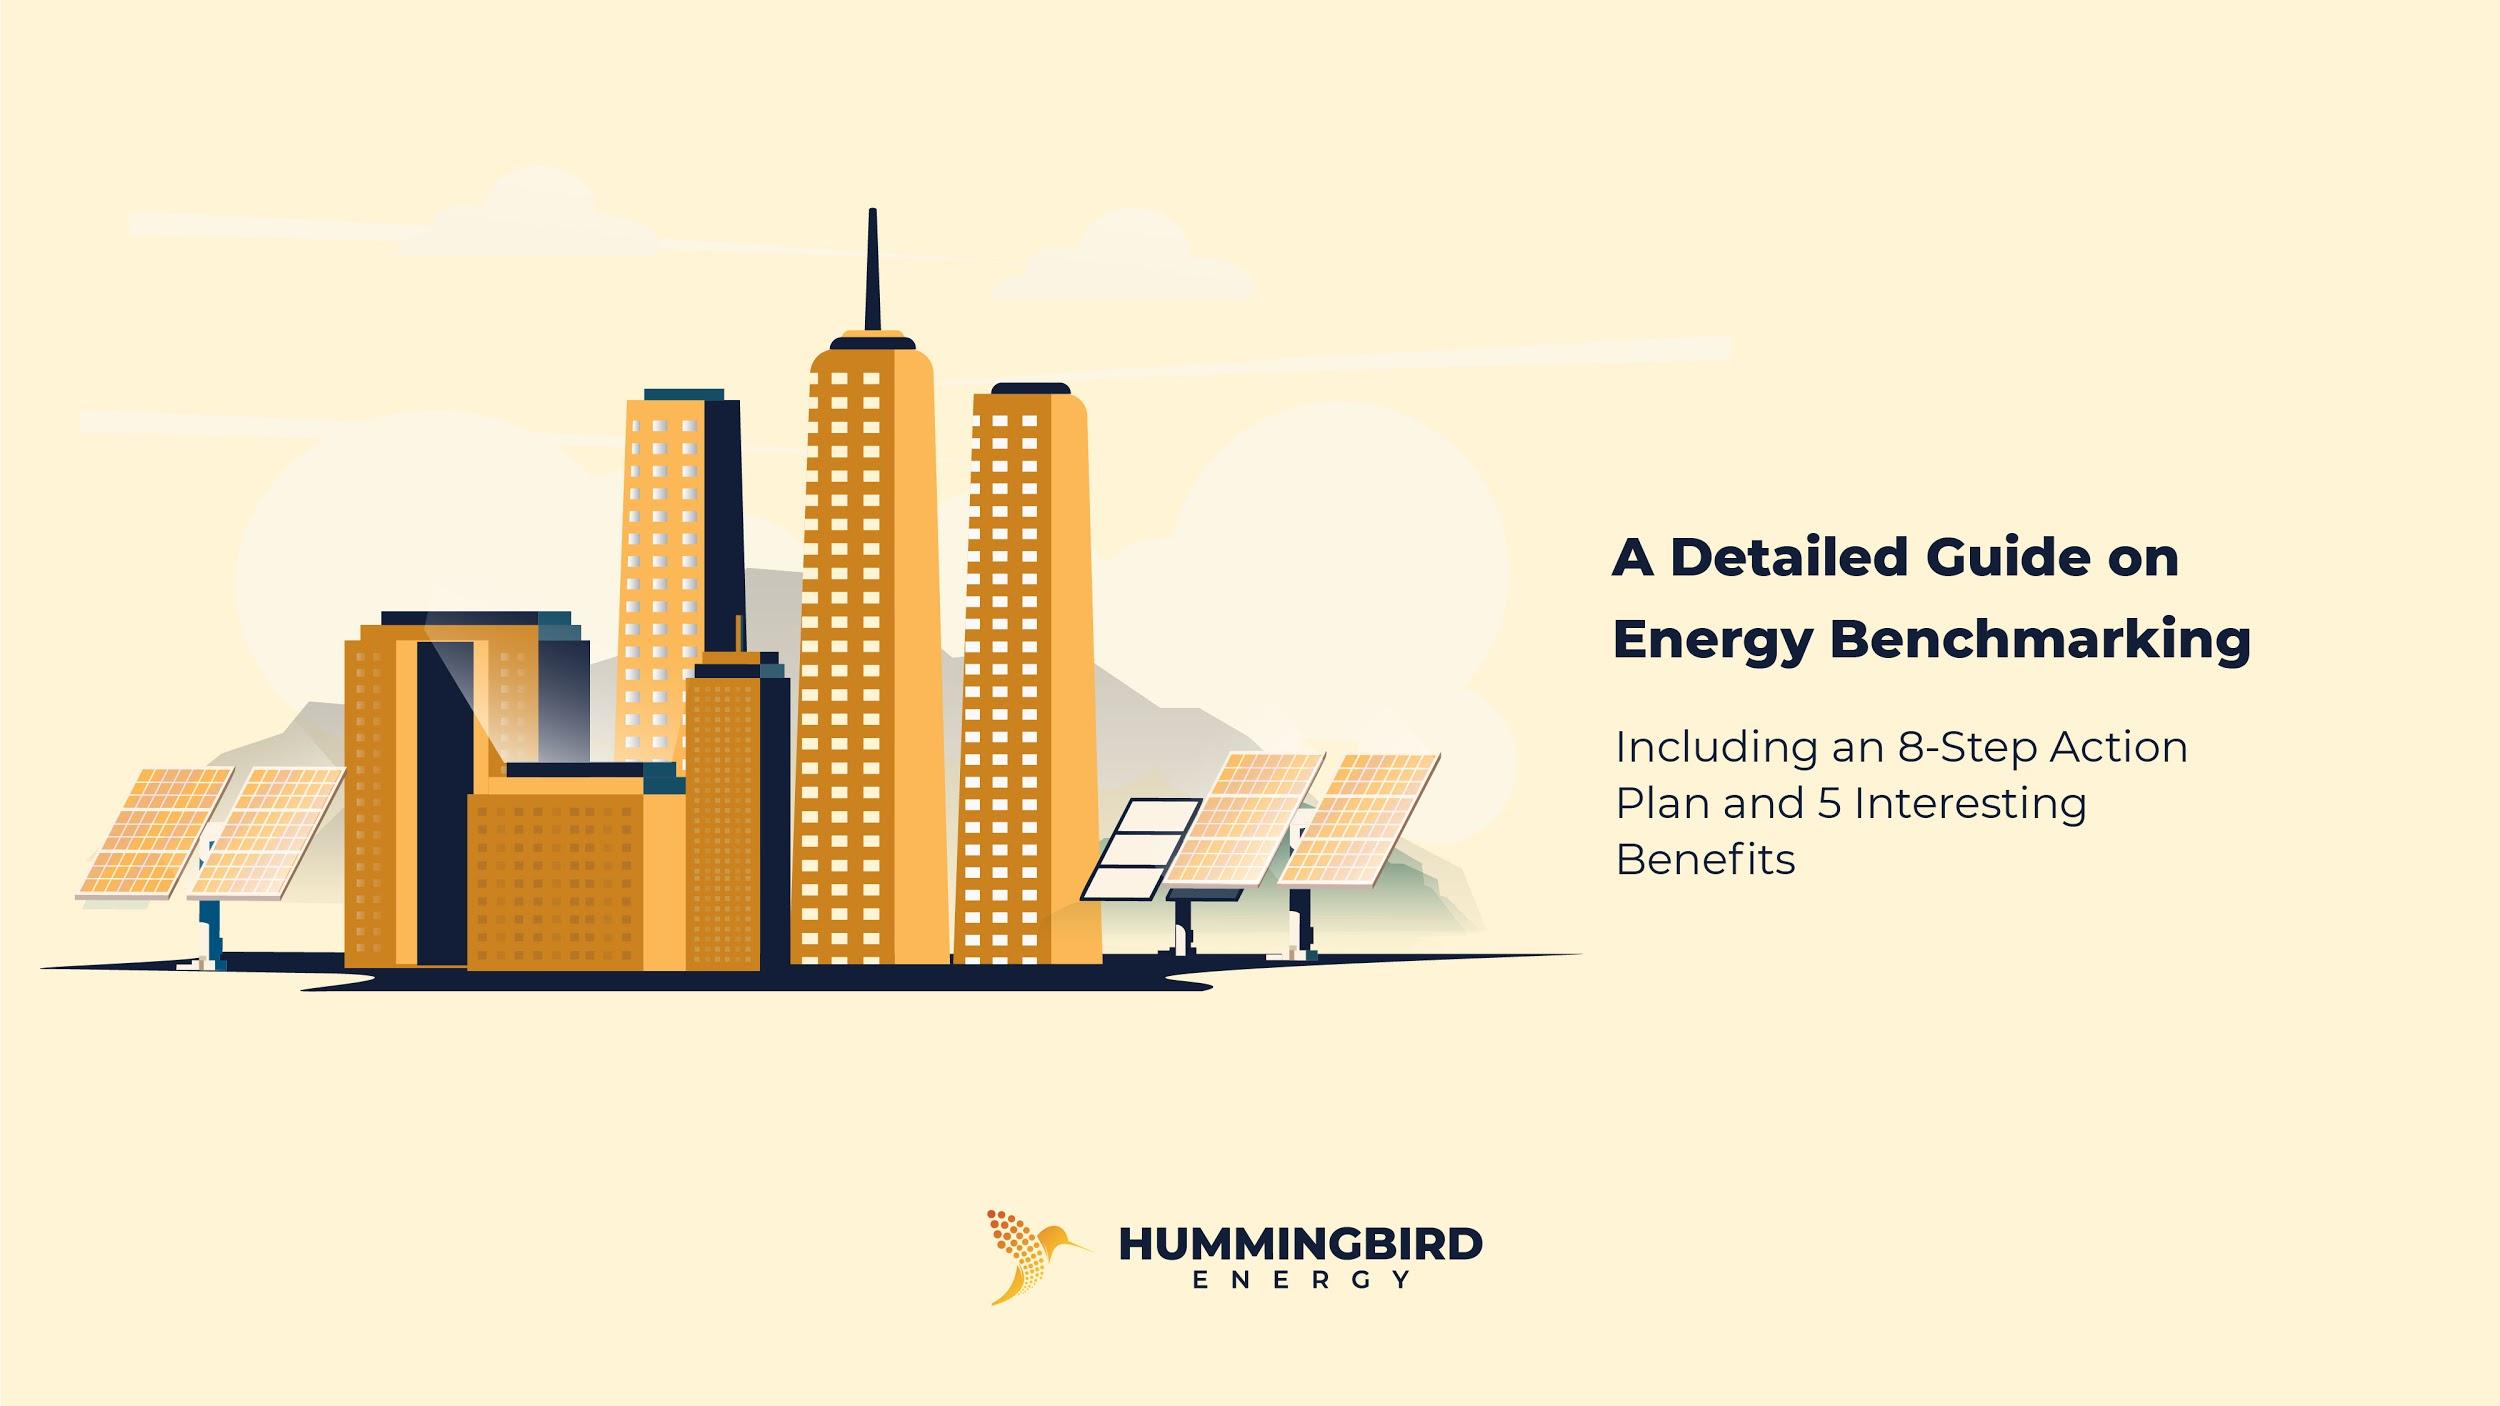 A Detailed Guide on
Energy Benchmarking
Including an 8-Step Action
Plan and 5 Interesting
Benefits
HUMMINGBIRD
ENERGY